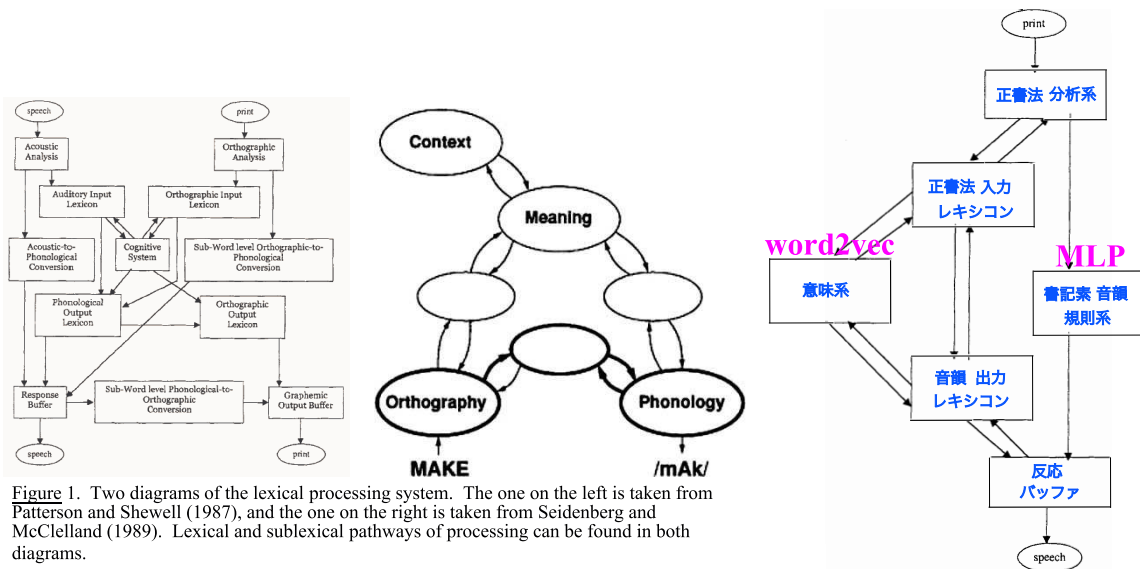 speech
print
Acoustic
Analysis
Orthographic
Analysis
Auditory Input
Lexicon
Orthographic Input
Lexicon
Acoustic-to-
Phonological
Conversion
Cognitive
System
Sub-Word level Orthographic-to-
Phonological
Conversion
Phonological
Output
Lexicon
Orthographic
Output
Lexicon
Response
Buffer
Sub-Word level Phonological-to-
Orthographic
Conversion
Graphemic
Output Buffer
speech
print
Context
Meaning
Orthography
Phonology
MAKE
/mAk/
Figure 1. Two diagrams of the lexical processing system. The one on the left is taken from
Patterson and Shewell (1987), and the one on the right is taken from Seidenberg and
McClelland (1989). Lexical and sublexical pathways of processing can be found in both
diagrams.
print
正書法 分析系
正書法 入力
レキシコン
word2vec
意味系
MLP
書記素 音韻
規則系
音韻 出力
レキシコン
反応
バッファ
speech